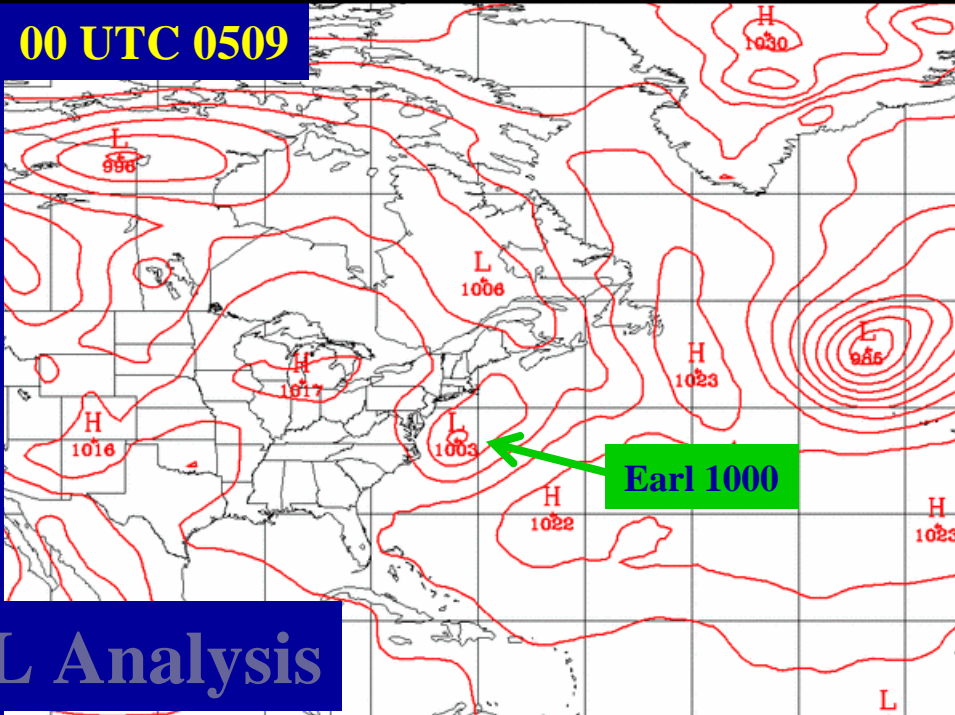 00 UTC 0509
H
1030
L
996
L
1006
L
985
H
1023
H
1017
H
1016
L
1003
Earl 1000
H
1022
H
1023
L Analysis
L